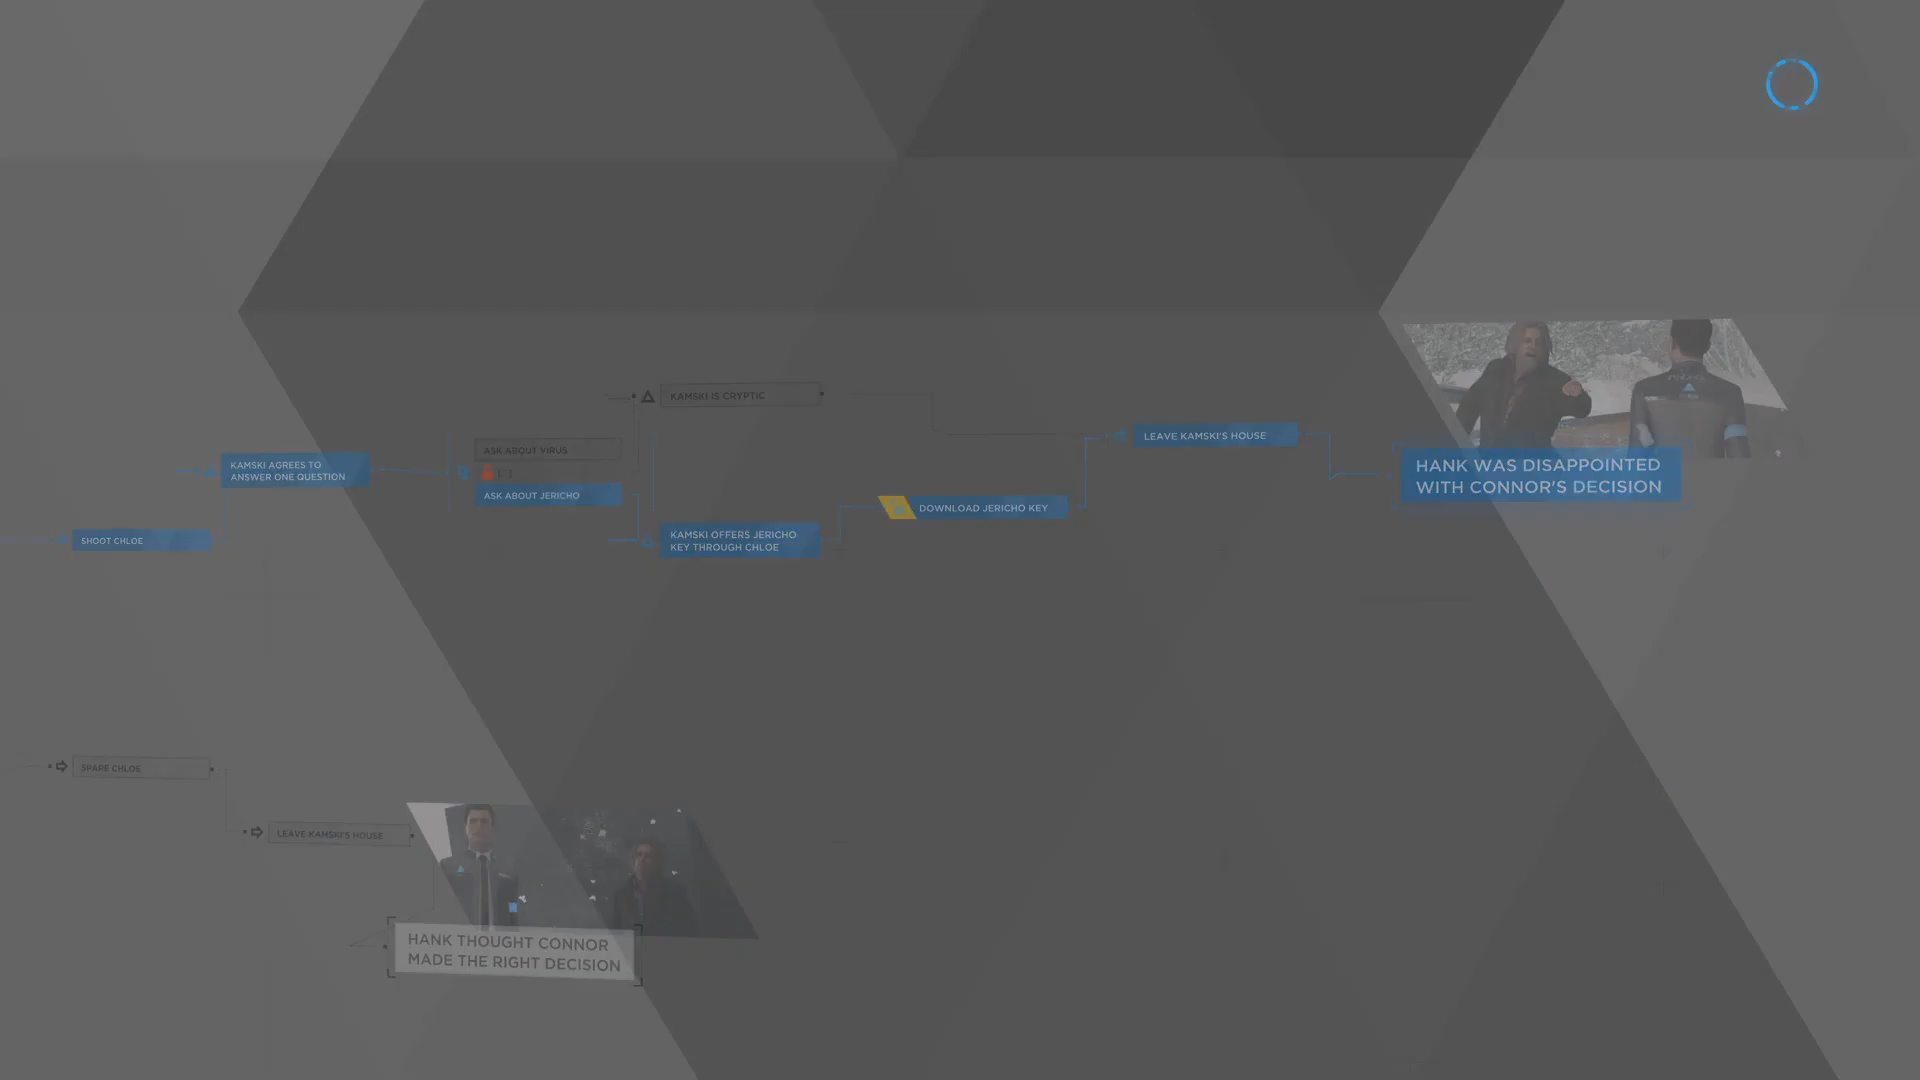 KAMSKI IS CRYPTIC
LEAVE KAMSKI'S HOUSE
ASK ABOUT VIRUS
KAMSKI AGREES TO
ANSWER ONE QUESTION
HANK WAS DISAPPOINTED
WITH CONNOR'S DECISION
ASK ABOUT JERICHO
DOWNLOAD JERICHO KEY
SHOOT CHLOE
KAMSKI OFFERS JERICHO
KEY THROUGH CHLOE
SPARE CHLOE
LEAVE KAMSKI'S HOUSE
HANK THOUGHT CONNOR
MADE THE RIGHT DECISION